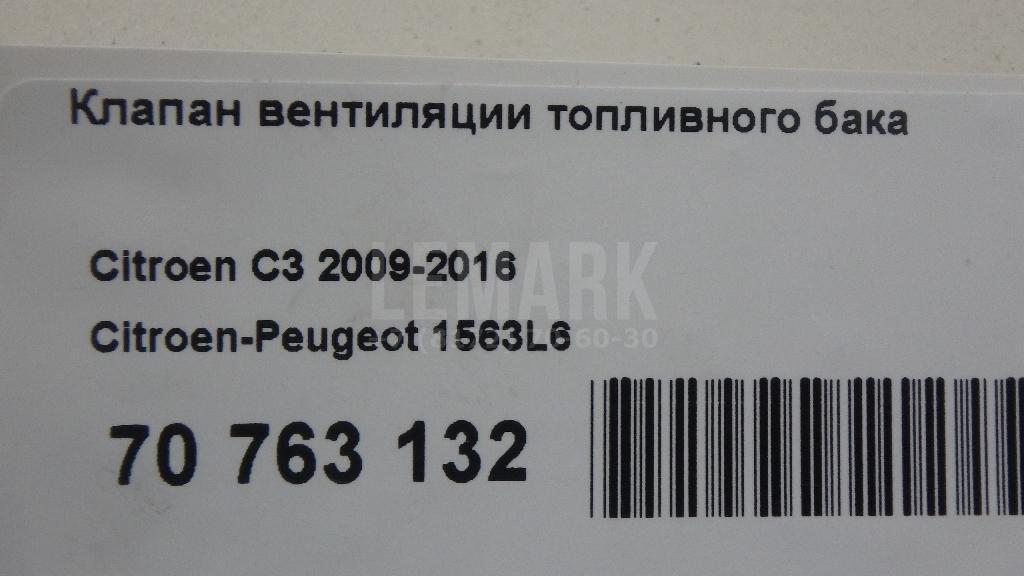 Клапан вентиляции топливного бака
Citroen C3 2009-2016
LEMARK
Citroen-Peugeot 1563L6
70 763 132